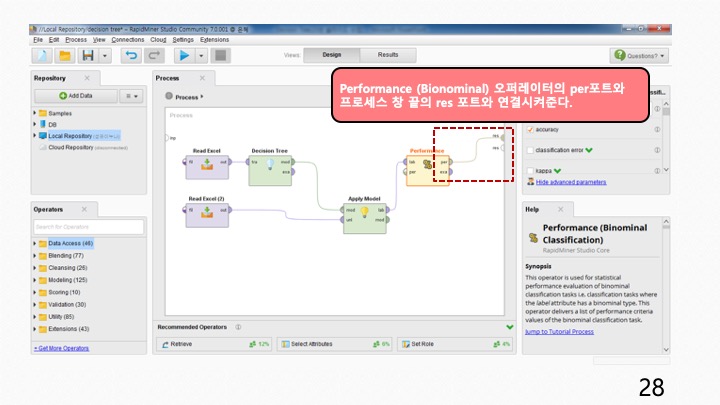 //Local Repository/decision tree* – RapidMiner Studio Community 7.0.001 @ 은혜
File Edit Process View Connections Cloud Settings Extensions
Views: Design Results
Questions?
Repository
Process
Add Data
Samples
DB
Local Repository
Cloud Repository (disconnected)
Process
Process
inp
Read Excel
fil out
Decision Tree
tra mod
exa
Read Excel (2)
fil out
Apply Model
mod lab
unl mod
Performance
lab per
per exa
res
res
Performance (Bionominal) 오퍼레이터의 per포트와
프로세스 창 끝의 res 포트와 연결시켜준다.
accuracy
classification error
kappa
Hide advanced parameters
Operators
Search for Operators
Data Access (46)
Blending (77)
Cleansing (26)
Modeling (125)
Scoring (10)
Validation (30)
Utility (85)
Extensions (43)
+ Get More Operators
Recommended Operators
Retrieve 52%
Select Attributes 6%
Set Role 4%
Help
Performance (Binominal
Classification)
RapidMiner Studio Core
Synopsis
This operator is used for statistical
performance evaluation of binominal
classification tasks i.e. classification tasks where
the label attribute has a binominal type. This
operator delivers a list of performance criteria
values of the binominal classification task.
Jump to Tutorial Process
28